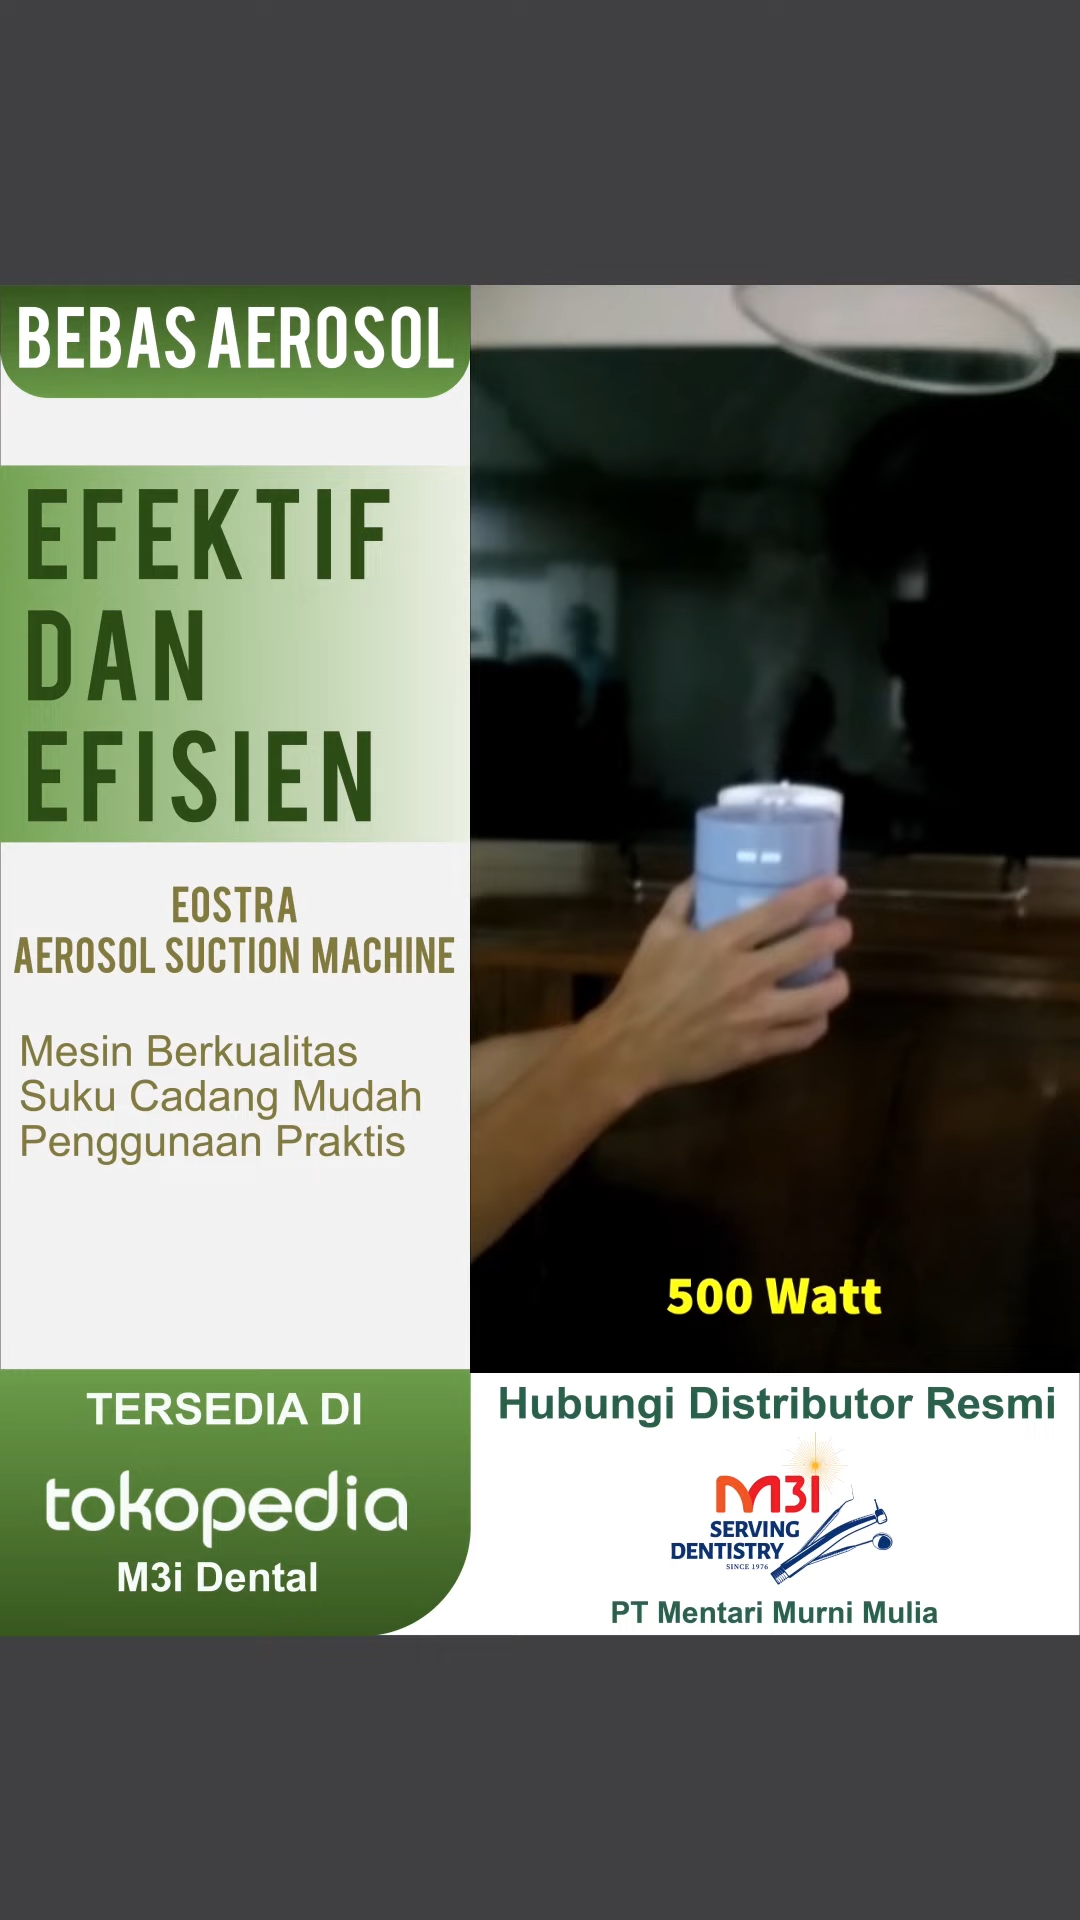 BEBAS AEROSOL
EFEKTIF
DAN
EFISIEN
EOSTRA
AEROSOL SUCTION MACHINE
Mesin Berkualitas
Suku Cadang Mudah
Penggunaan Praktis
500 Watt
TERSEDIA DI
tokopedia
M3i Dental
Hubungi Distributor Resmi
M3I
SERVING
DENTISTRY
SINCE 1976
PT Mentari Murni Mulia